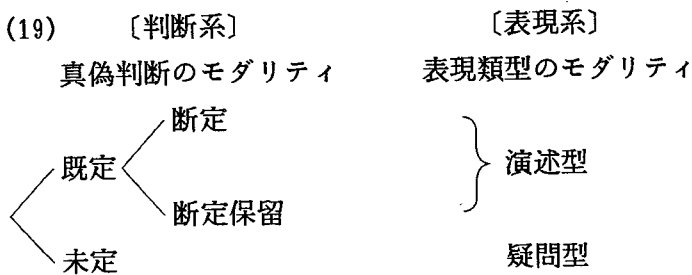 (19) 〔判断系〕 〔表現系〕
真偽判断のモダリティ 表現類型のモダリティ
断定
既定 演述型
断定保留
未定 疑問型